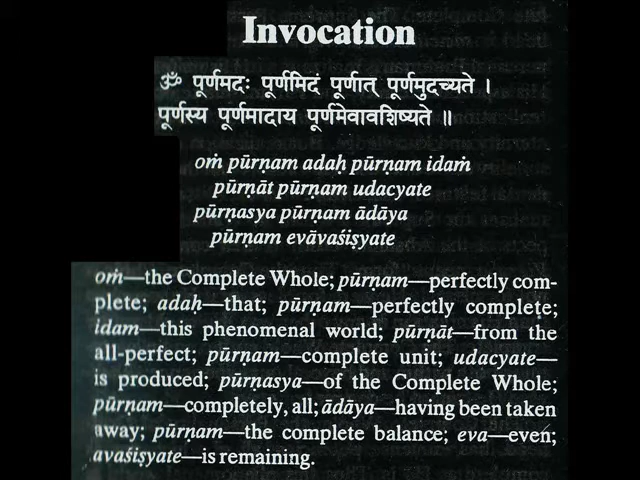 Invocation
ॐ पूर्णमदः पूर्णमिदं पूर्णात् पूर्णमुदच्यते ।
पूर्णस्य पूर्णमादाय पूर्णमेवावशिष्यते ॥
oṁ pūrṇam adaḥ pūrṇam idaṁ
pūrṇāt pūrṇam udacyate
pūrṇasya pūrṇam ādāya
pūrṇam evāvaśiṣyate
oṁ—the Complete Whole; pūrṇam—perfectly com-
plete; adaḥ—that; pūrṇam—perfectly complete;
idam—this phenomenal world; pūrṇāt—from the
all-perfect; pūrṇam—complete unit; udacyate—
is produced; pūrṇasya—of the Complete Whole;
pūrṇam—completely, all; ādāya—having been taken
away; pūrṇam—the complete balance; eva—even;
avaśiṣyate—is remaining.